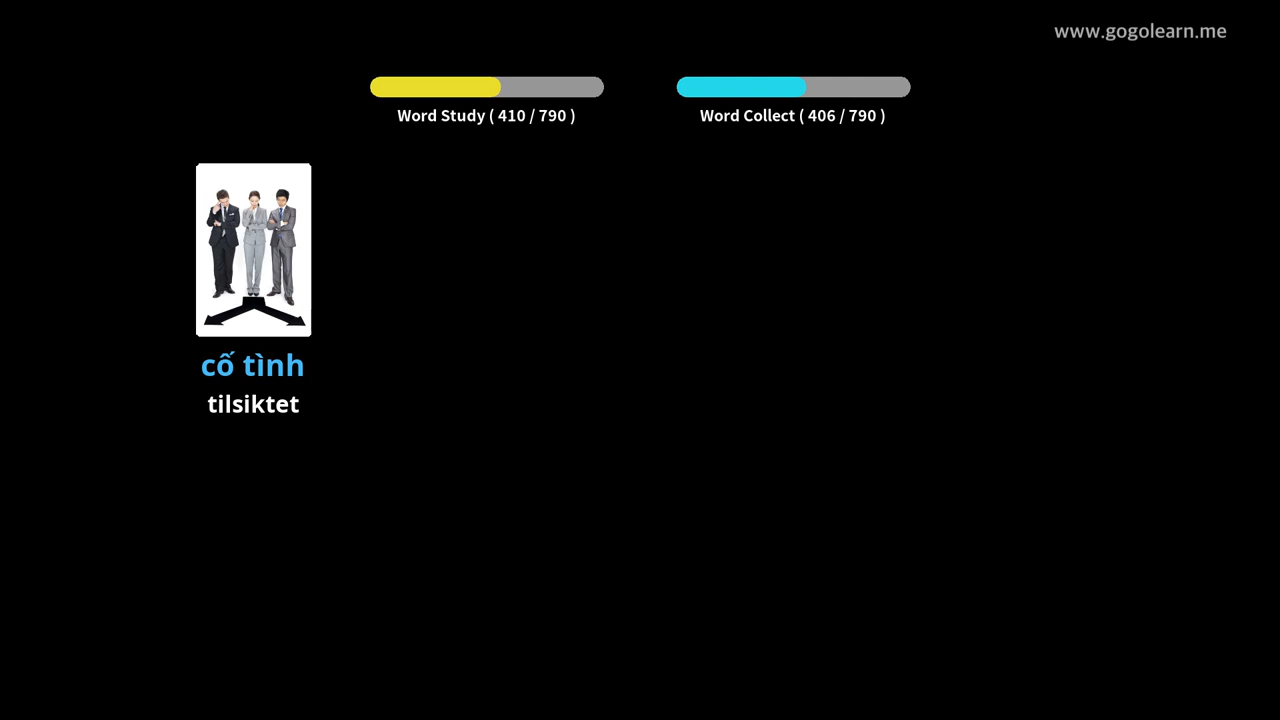 www.gogolearn.me
Word Study ( 410 / 790 )
Word Collect ( 406 / 790 )
cố tình
tilsiktet